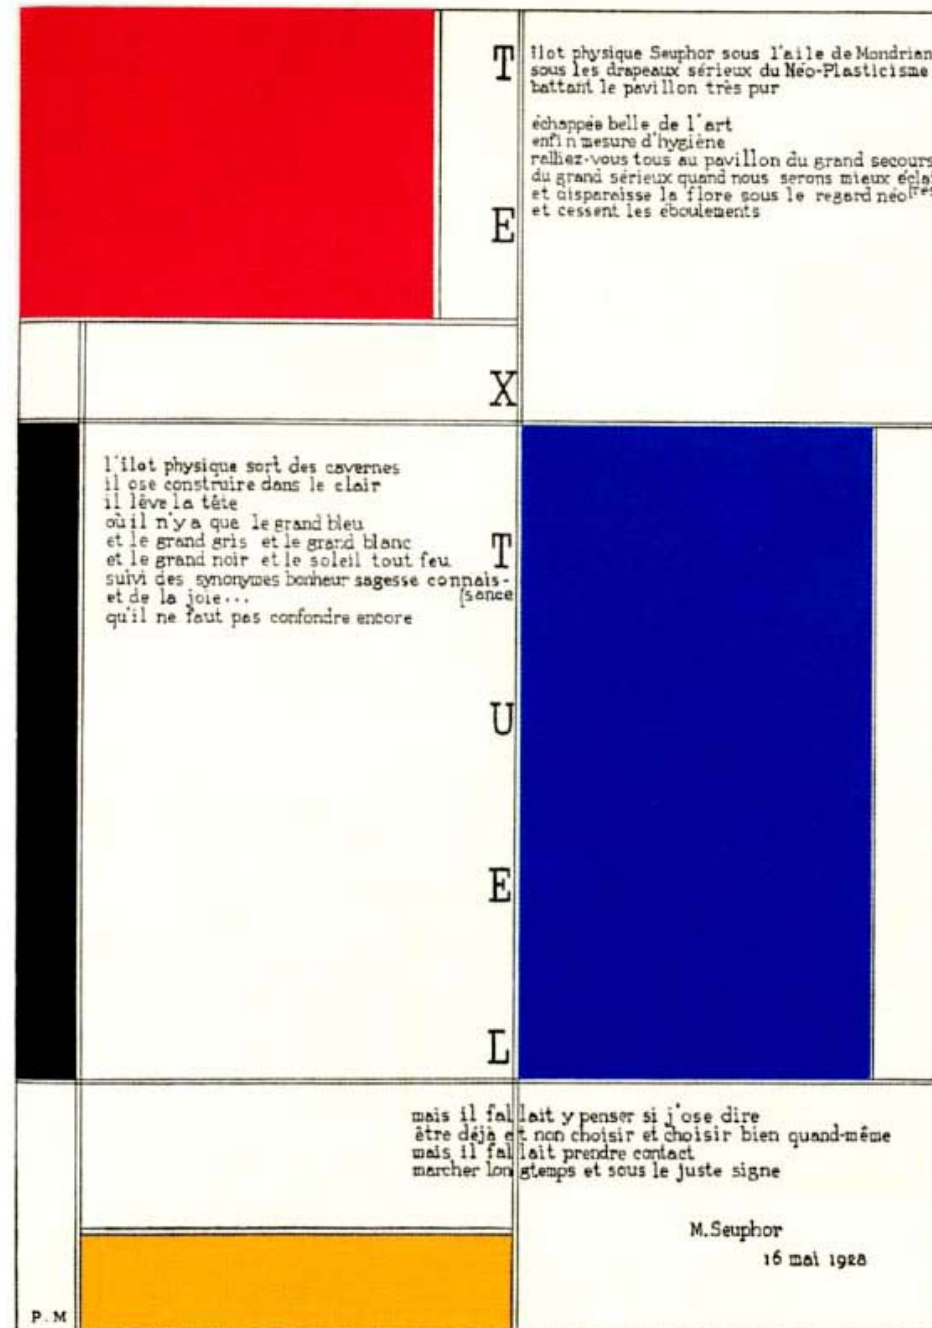 T
E
X
T
U
E
L
îlot physique Seuphor sous l'aile de Mondrian
sous les drapeaux sérieux du Néo-Plasticisme
battant le pavillon très pur
échappée belle de l'art
enfin mesure d'hygiène
ralliez-vous tous au pavillon du grand secours
du grand sérieux quand nous serons mieux éclai
et disparaisse la flore sous le regard néo
et cessent les éboulements
l'îlot physique sort des cavernes
il ose construire dans le clair
il lève la tête
où il n'y a que le grand bleu
et le grand gris et le grand blanc
et le grand noir et le soleil tout feu
suivi des synonymes bonheur sagesse connais-
et de la joie... [sance
qu'il ne faut pas confondre encore
mais il fallait y penser si j'ose dire
être déjà et non choisir et choisir bien quand-même
mais il fallait prendre contact
marcher longtemps et sous le juste signe
M.Seuphor
16 mai 1928
P.M